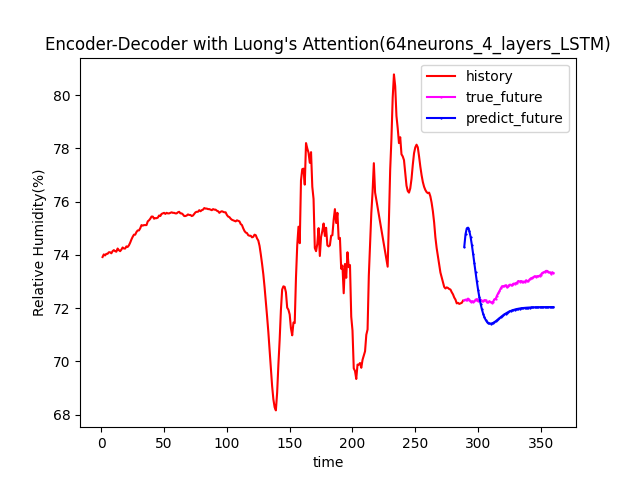 Encoder-Decoder with Luong's Attention(64neurons_4_layers_LSTM)
history
true_future
predict_future
Relative Humidity(%)
80
78
76
74
72
70
68
0 50 100 150 200 250 300 350
time